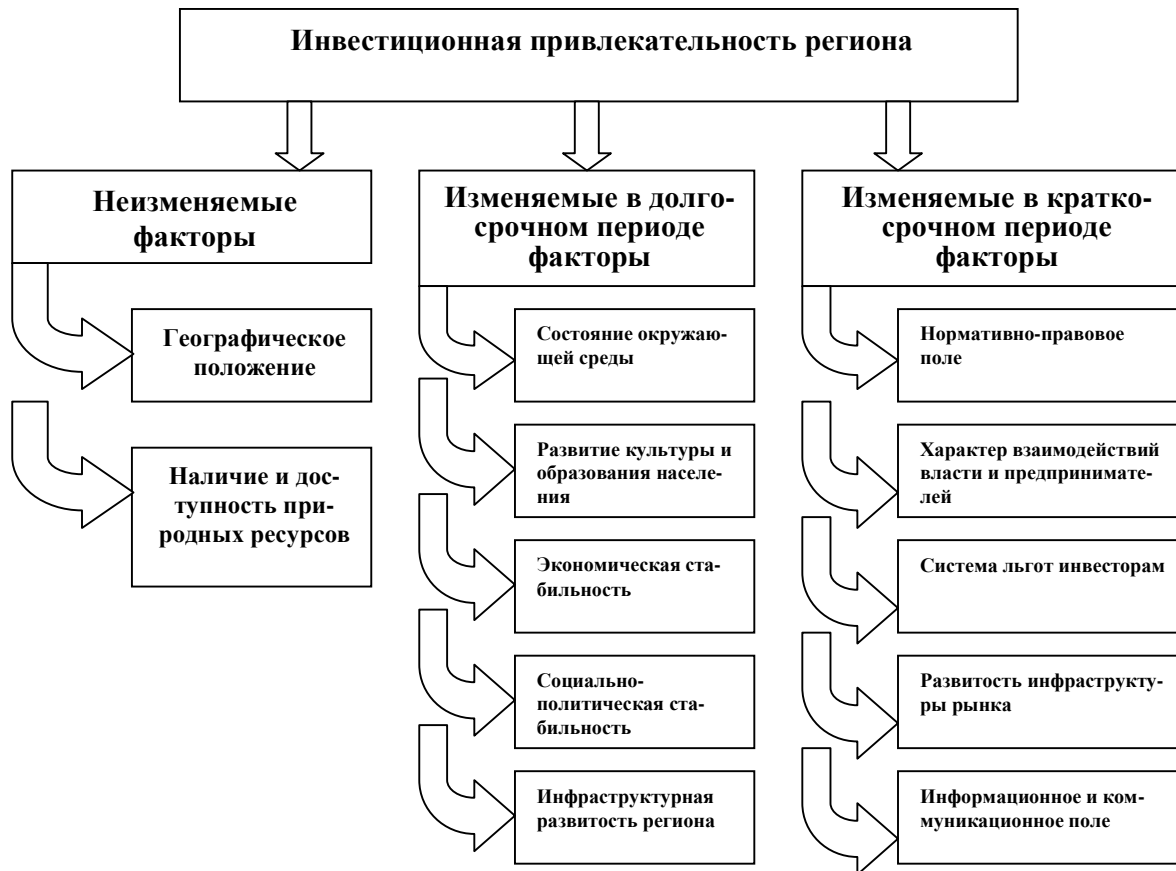 Инвестиционная привлекательность региона
Неизменяемые
факторы
Географическое
положение
Наличие и дос-
тупность при-
родных ресурсов
Изменяемые в долго-
срочном периоде
факторы
Состояние окружаю-
щей среды
Развитие культуры и
образования населе-
ния
Экономическая ста-
бильность
Социально-
политическая ста-
бильность
Инфраструктурная
развитость региона
Изменяемые в кратко-
срочном периоде
факторы
Нормативно-правовое
поле
Характер взаимодействий
власти и предпринимате-
лей
Система льгот инвесторам
Развитость инфраструкту-
ры рынка
Информационное и ком-
муникационное поле